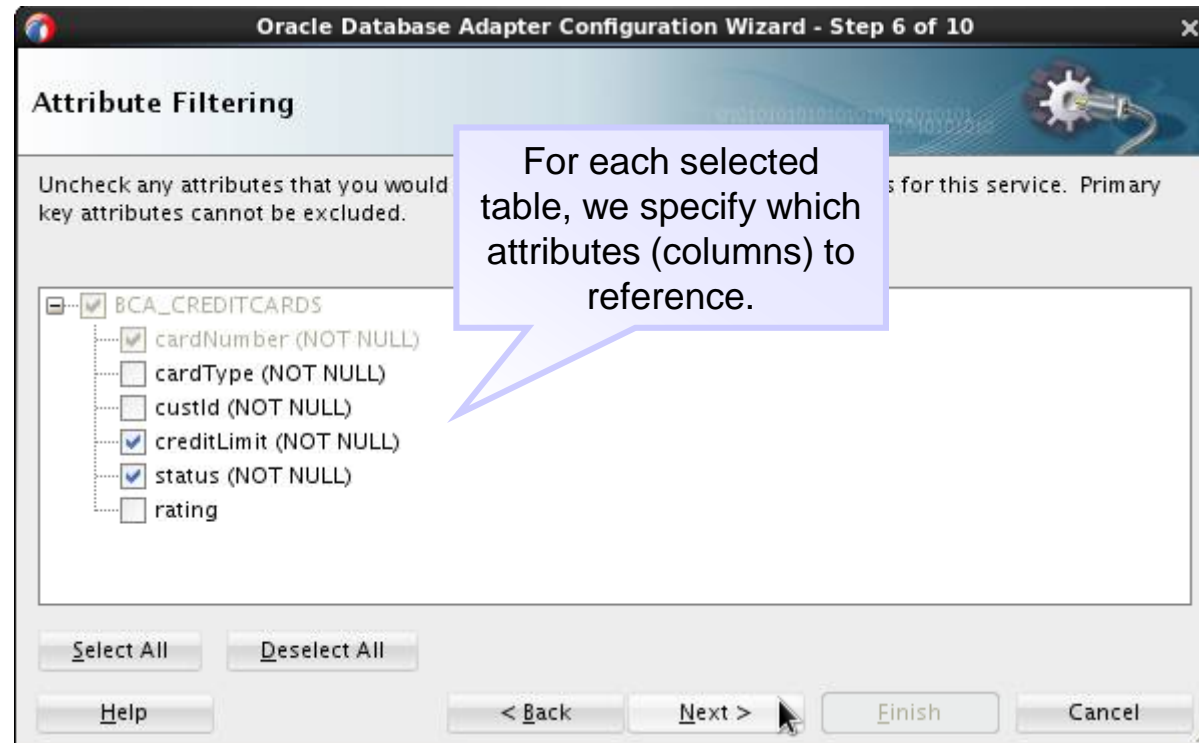 Oracle Database Adapter Configuration Wizard - Step 6 of 10
Attribute Filtering
Uncheck any attributes that you would s for this service. Primary
key attributes cannot be excluded.
For each selected
table, we specify which
attributes (columns) to
reference.
BCA_CREDITCARDS
cardNumber (NOT NULL)
cardType (NOT NULL)
custId (NOT NULL)
creditLimit (NOT NULL)
status (NOT NULL)
rating
Select All Deselect All
Help < Back Next > Finish Cancel